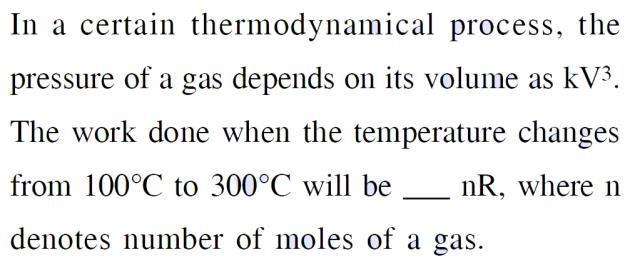 In a certain thermodynamical process, the
pressure of a gas depends on its volume as kV³.
The work done when the temperature changes
from 100°C to 300°C will be ___ nR, where n
denotes number of moles of a gas.